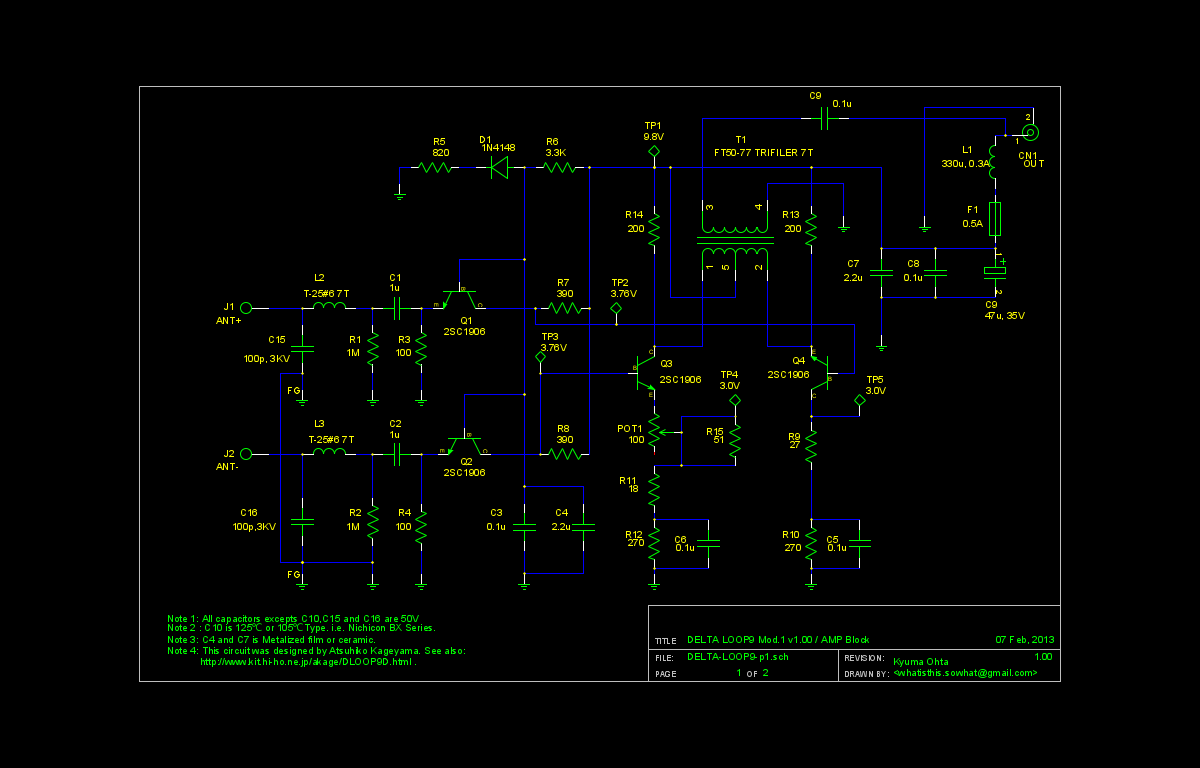 C9
0.1u
2
1
CN1
OUT
TP1
9.8V
T1
FT50-77 TRIFILER 7T
L1
330u, 0.3A
R5
820
D1
1N4148
R6
3.3K
F1
0.5A
3
4
R14
200
R13
200
1
5
2
C7
2.2u
C8
0.1u
1
+
2
C9
47u, 35V
L2
T-25#6 7T
C1
1u
R7
390
TP2
3.76V
J1
ANT+
B
E
C
Q1
2SC1906
TP3
3.76V
C15
100p, 3KV
R1
1M
R3
100
FG
C
B
E
Q3
2SC1906
TP4
3.0V
E
B
C
Q4
2SC1906
TP5
3.0V
L3
T-25#6 7T
C2
1u
R8
390
POT1
100
R15
51
R9
27
J2
ANT-
B
E
C
Q2
2SC1906
R11
18
C16
100p,3KV
R2
1M
R4
100
C3
0.1u
C4
2.2u
R12
270
C6
0.1u
R10
270
C5
0.1u
FG
Note 1: All capacitors excepts C10,C15 and C16 are 50V
Note 2 : C10 is 125℃ or 105℃ Type. i.e. Nichicon BX Series.
Note 3: C4 and C7 is Metalized film or ceramic.
Note 4: This circuit was designed by Atsuhiko Kageyama. See also:
http://www.kit.hi-ho.ne.jp/akage/DLOOP9D.html .
TITLE DELTA LOOP9 Mod.1 v1.00 / AMP Block 07 Feb. 2013
FILE: DELTA-LOOP9-p1.sch
REVISION: 1.00
PAGE 1 OF 2
DRAWN BY: Kyuma Ohta
<whatisthis.sowhat@gmail.com>